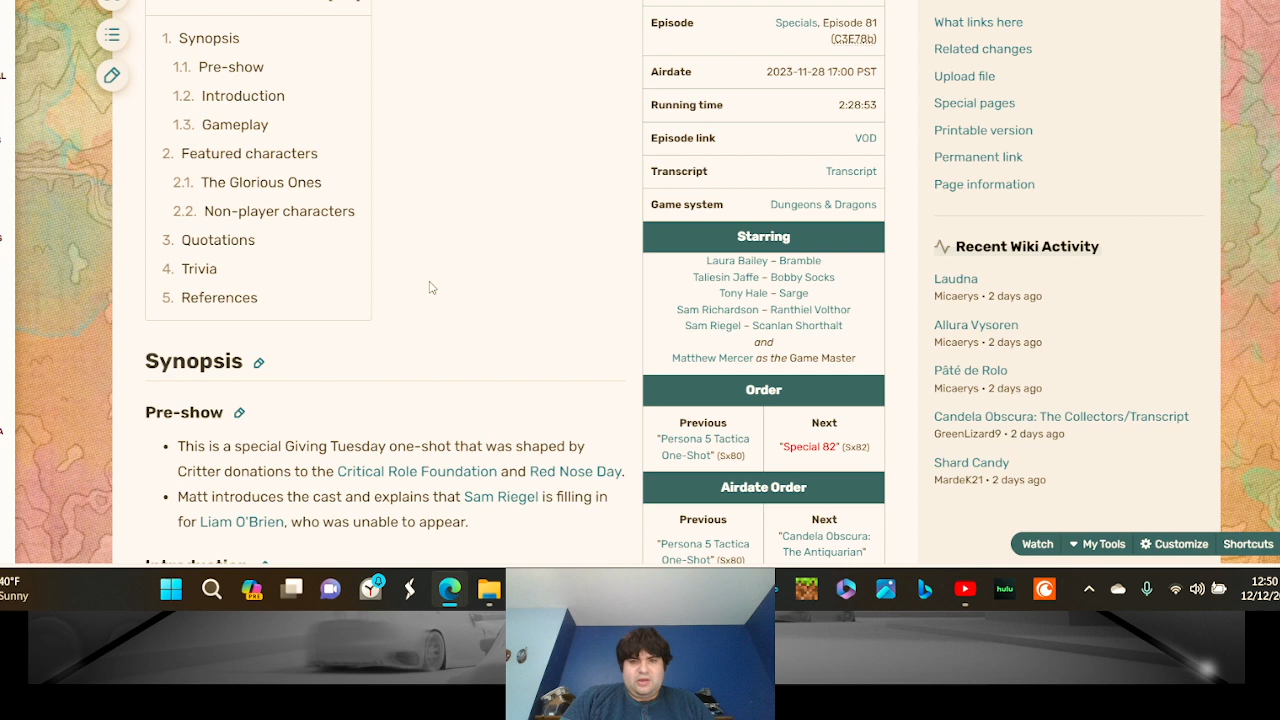 1. Synopsis
1.1. Pre-show
1.2. Introduction
1.3. Gameplay
2. Featured characters
2.1. The Glorious Ones
2.2. Non-player characters
3. Quotations
4. Trivia
5. References
Synopsis
Pre-show
This is a special Giving Tuesday one-shot that was shaped by
Critter donations to the Critical Role Foundation and Red Nose Day.
Matt introduces the cast and explains that Sam Riegel is filling in
for Liam O'Brien, who was unable to appear.
Episode Specials, Episode 81
(C3E78b)
Airdate 2023-11-28 17:00 PST
Running time 2:28:53
Episode link VOD
Transcript Transcript
Game system Dungeons & Dragons
Starring
Laura Bailey – Bramble
Taliesin Jaffe – Bobby Socks
Tony Hale – Sarge
Sam Richardson – Ranthiel Volthor
Sam Riegel – Scanlan Shorthalt
and
Matthew Mercer as the Game Master
Order
Previous Next
"Persona 5 Tactica
One-Shot" (Sx80)
"Special 82" (Sx82)
Airdate Order
Previous Next
"Persona 5 Tactica
One-Shot" (Sx80)
"Candela Obscura:
The Antiquarian"
What links here
Related changes
Upload file
Special pages
Printable version
Permanent link
Page information
Recent Wiki Activity
Laudna
Micaerys • 2 days ago
Allura Vysoren
Micaerys • 2 days ago
Pâté de Rolo
Micaerys • 2 days ago
Candela Obscura: The Collectors/Transcript
GreenLizard9 • 2 days ago
Shard Candy
MardeK21 • 2 days ago
Watch My Tools Customize Shortcuts
40°F
Sunny
PRE
hulu
12:50
12/12/20